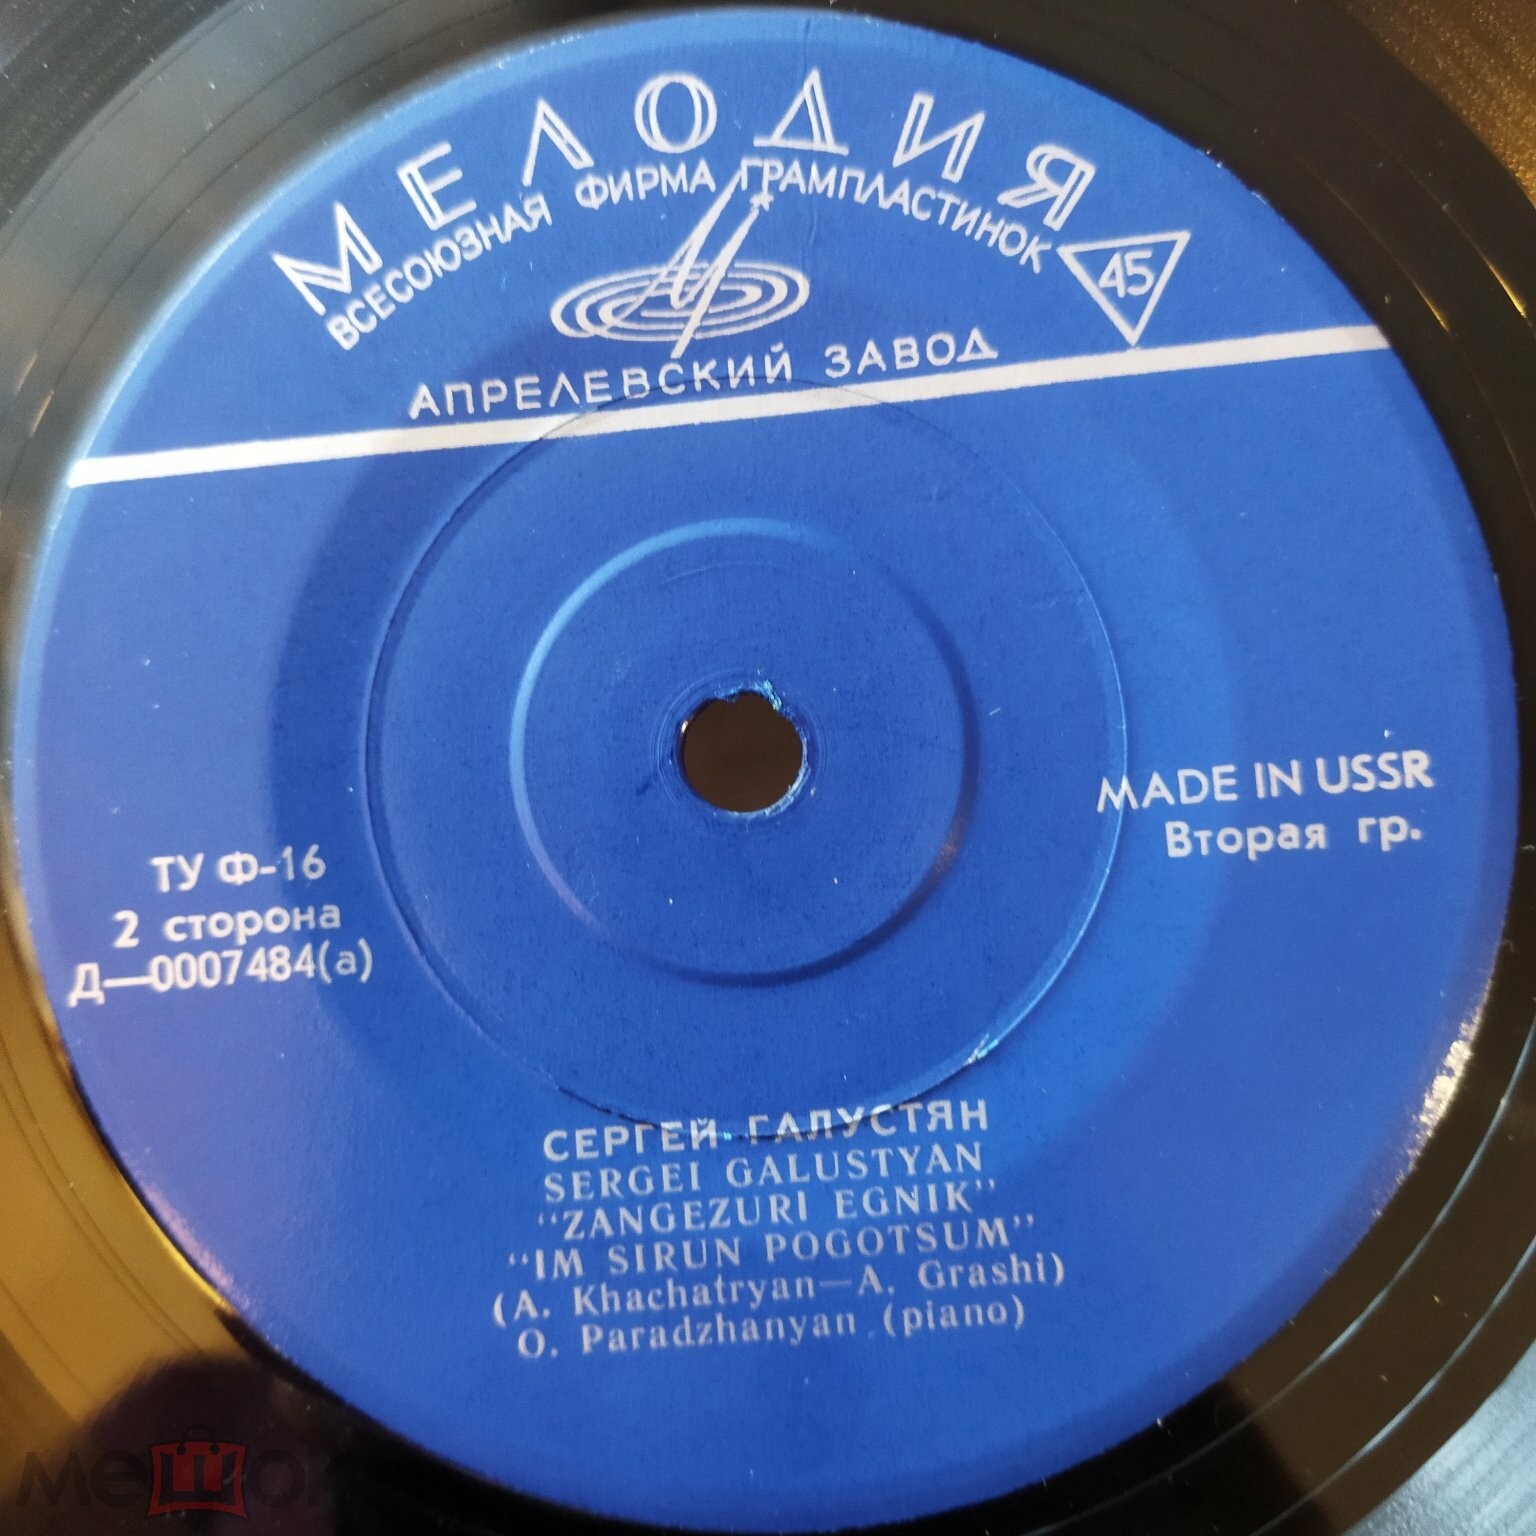 МЕЛОДИЯ
ВСЕСОЮЗНАЯ ФИРМА ГРАМПЛАСТИНОК
45
АПРЕЛЕВСКИЙ ЗАВОД
MADE IN USSR
Вторая гр.
ТУ Ф-16
2 сторона
Д—0007484(а)
СЕРГЕЙ ГАЛУСТЯН
SERGEI GALUSTYAN
"ZANGEZURI EGNIK"
"IM SIRUN POGOTSUM"
(A. Khachatryan—A. Grashi)
O. Paradzhanyan (piano)
мешок